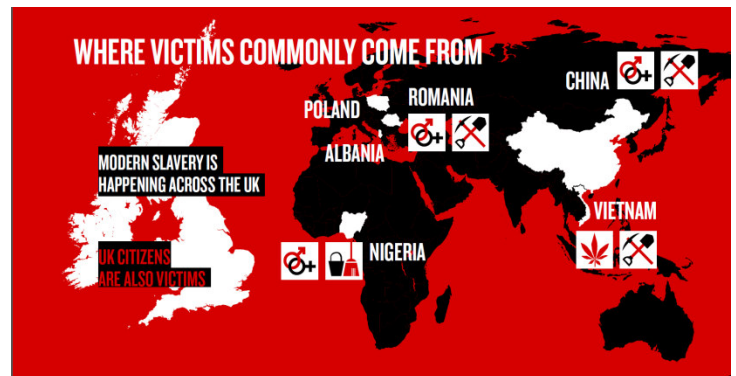 WHERE VICTIMS COMMONLY COME FROM
CHINA
ROMANIA
POLAND
ALBANIA
MODERN SLAVERY IS
HAPPENING ACROSS THE UK
VIETNAM
UK CITIZENS
ARE ALSO VICTIMS
NIGERIA